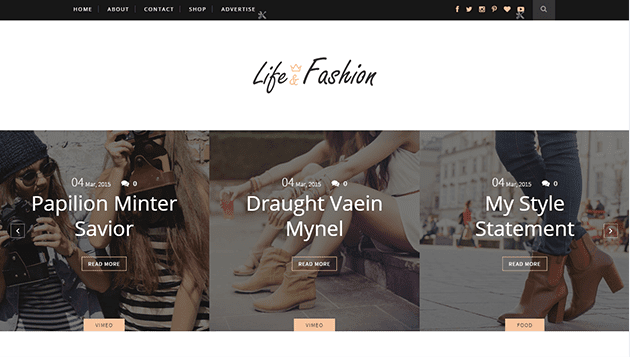 HOME ABOUT CONTACT SHOP ADVERTISE
Life & Fashion
04 Mar, 2015 0
Papilion Minter
Savior
READ MORE
VIMEO
04 Mar, 2015 0
Draught Vaein
Mynel
READ MORE
VIMEO
04 Mar, 2015 0
My Style
Statement
READ MORE
FOOD